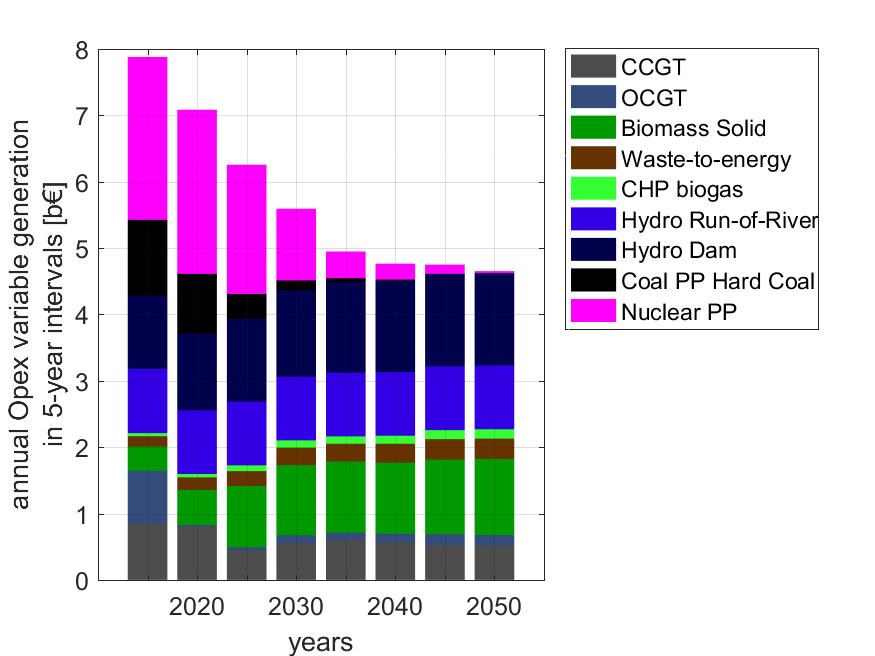 annual Opex variable generation
in 5-year intervals [b€]
8
7
6
5
4
3
2
1
0
2020
2030
2040
2050
years
CCGT
OCGT
Biomass Solid
Waste-to-energy
CHP biogas
Hydro Run-of-River
Hydro Dam
Coal PP Hard Coal
Nuclear PP